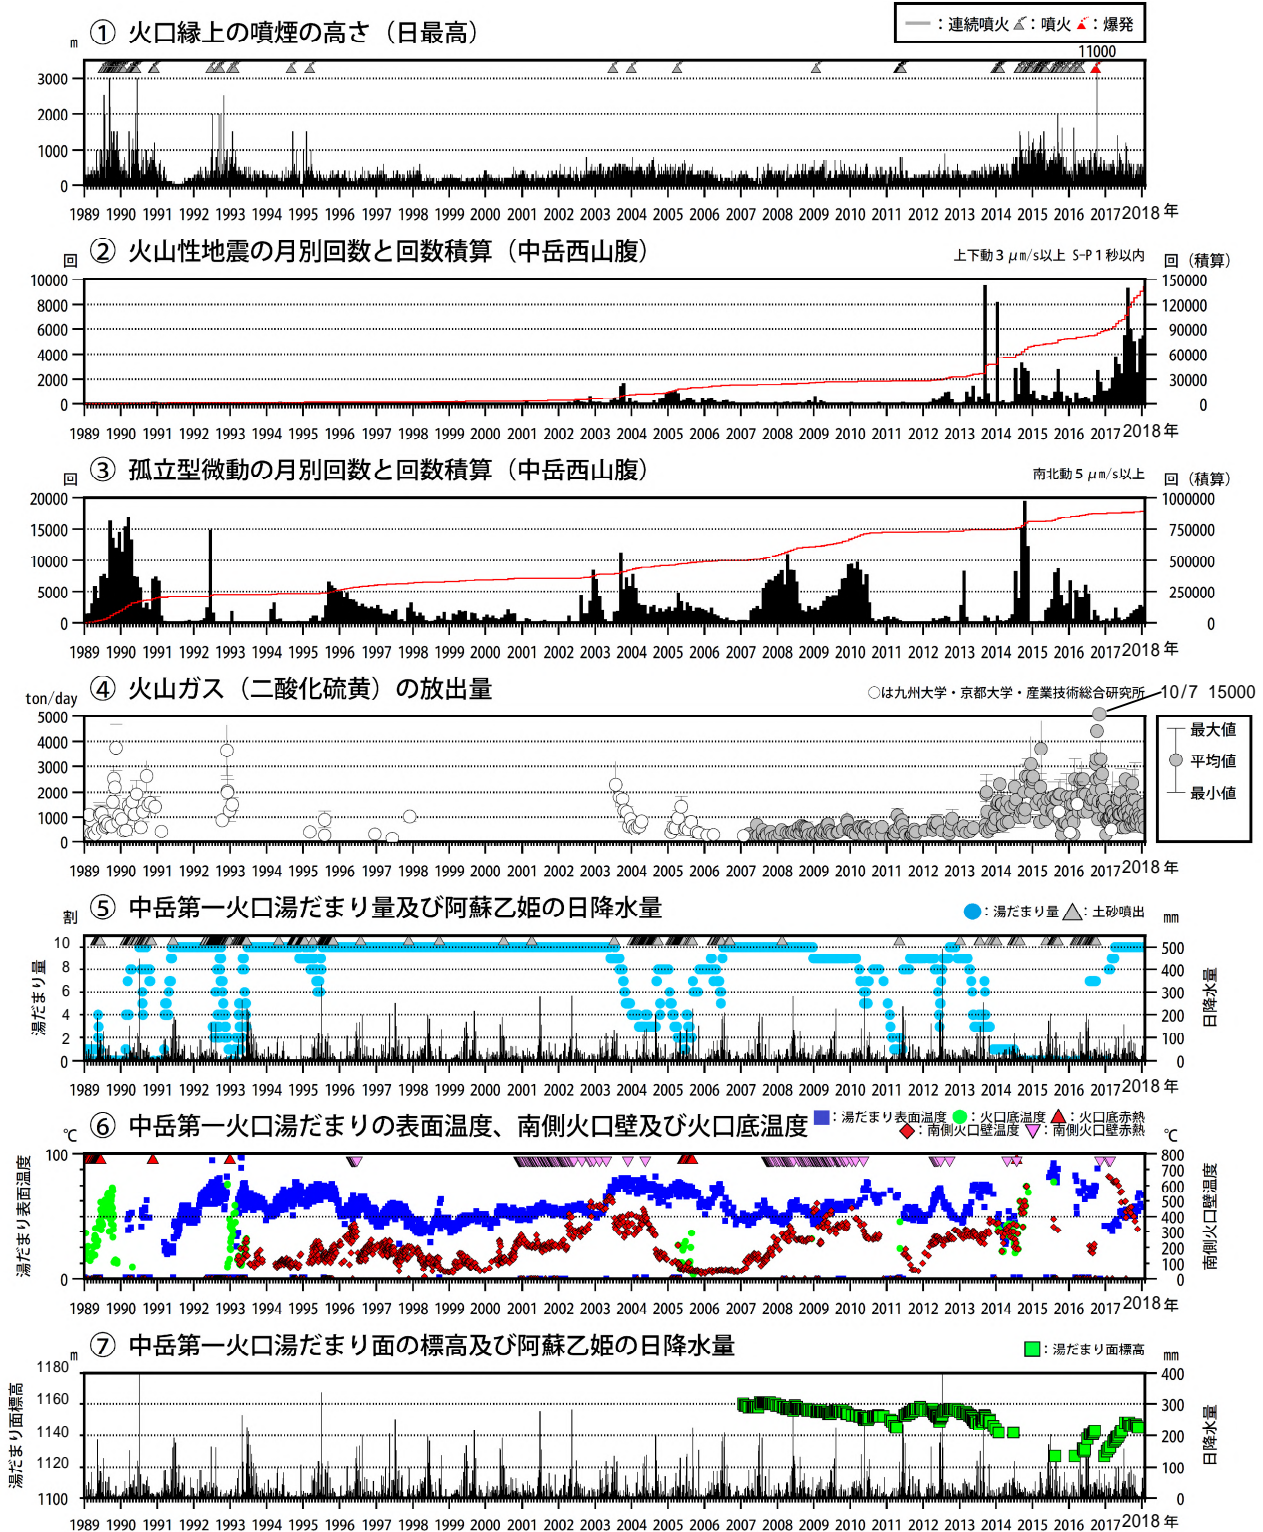 ① 火口縁上の噴煙の高さ（日最高）
：連続噴火 ：噴火 ：爆発
m
11000
3000
2000
1000
0
1989 1990 1991 1992 1993 1994 1995 1996 1997 1998 1999 2000 2001 2002 2003 2004 2005 2006 2007 2008 2009 2010 2011 2012 2013 2014 2015 2016 2017 2018 年
② 火山性地震の月別回数と回数積算（中岳西山腹）
上下動３μm/s以上 S-P１秒以内
回
回（積算）
10000 150000
8000 120000
6000 90000
4000 60000
2000 30000
0 0
1989 1990 1991 1992 1993 1994 1995 1996 1997 1998 1999 2000 2001 2002 2003 2004 2005 2006 2007 2008 2009 2010 2011 2012 2013 2014 2015 2016 2017 2018 年
③ 孤立型微動の月別回数と回数積算（中岳西山腹）
南北動５μm/s以上
回
回（積算）
20000 1000000
15000 750000
10000 500000
5000 250000
0 0
1989 1990 1991 1992 1993 1994 1995 1996 1997 1998 1999 2000 2001 2002 2003 2004 2005 2006 2007 2008 2009 2010 2011 2012 2013 2014 2015 2016 2017 2018 年
④ 火山ガス（二酸化硫黄）の放出量
○は九州大学・京都大学・産業技術総合研究所
10/7 15000
ton/day
5000
4000
3000
2000
1000
0
最大値
平均値
最小値
1989 1990 1991 1992 1993 1994 1995 1996 1997 1998 1999 2000 2001 2002 2003 2004 2005 2006 2007 2008 2009 2010 2011 2012 2013 2014 2015 2016 2017 2018 年
⑤ 中岳第一火口湯だまり量及び阿蘇乙姫の日降水量
：湯だまり量 ：土砂噴出
割
mm
湯だまり量
日降水量
10 500
8 400
6 300
4 200
2 100
0 0
1989 1990 1991 1992 1993 1994 1995 1996 1997 1998 1999 2000 2001 2002 2003 2004 2005 2006 2007 2008 2009 2010 2011 2012 2013 2014 2015 2016 2017 2018 年
⑥ 中岳第一火口湯だまりの表面温度、南側火口壁及び火口底温度
：湯だまり表面温度 ：火口底温度 ：火口底赤熱
：南側火口壁温度 ：南側火口壁赤熱
℃
℃
湯だまり表面温度
南側火口壁温度
100
0
800
700
600
500
400
300
200
100
0
1989 1990 1991 1992 1993 1994 1995 1996 1997 1998 1999 2000 2001 2002 2003 2004 2005 2006 2007 2008 2009 2010 2011 2012 2013 2014 2015 2016 2017 2018 年
⑦ 中岳第一火口湯だまり面の標高及び阿蘇乙姫の日降水量
：湯だまり面標高
m
mm
湯だまり面標高
日降水量
1180 400
1160 300
1140 200
1120 100
1100 0
1989 1990 1991 1992 1993 1994 1995 1996 1997 1998 1999 2000 2001 2002 2003 2004 2005 2006 2007 2008 2009 2010 2011 2012 2013 2014 2015 2016 2017 2018 年